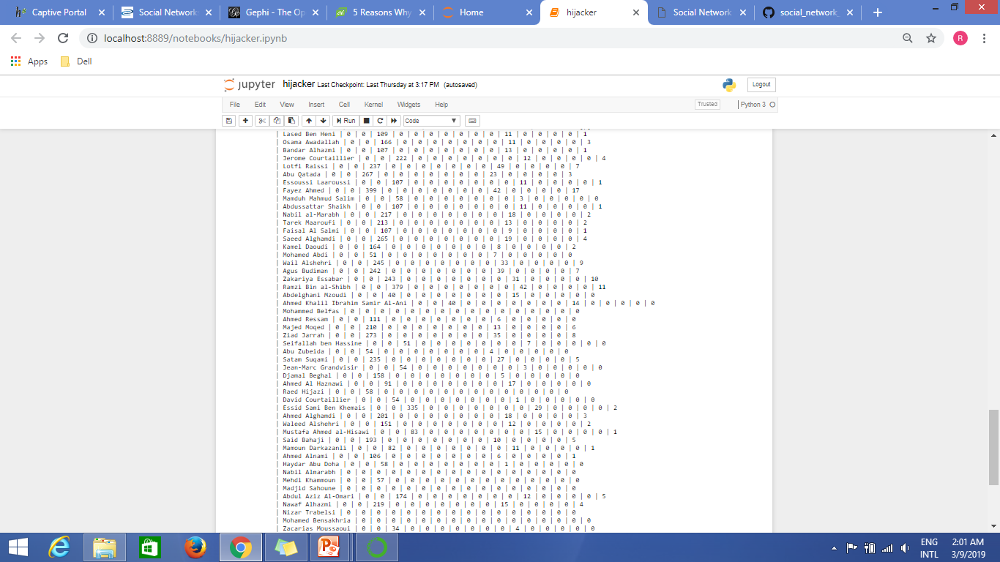 Captive Portal
Social Network
Gephi - The Op
5 Reasons Why
Home
hijacker
Social Network
social_network_
localhost:8889/notebooks/hijacker.ipynb
R
Apps
Dell
jupyter hijacker Last Checkpoint: Last Thursday at 3:17 PM (autosaved)
Logout
File Edit View Insert Cell Kernel Widgets Help
Trusted
Python 3
Run
Code
| Lased Ben Heni | 0 | 0 | 109 | 0 | 0 | 0 | 0 | 0 | 0 | 0 | 11 | 0 | 0 | 0 | 0 | 1
| Osama Awadallah | 0 | 0 | 166 | 0 | 0 | 0 | 0 | 0 | 0 | 0 | 11 | 0 | 0 | 0 | 0 | 3
| Bandar Alhazmi | 0 | 0 | 107 | 0 | 0 | 0 | 0 | 0 | 0 | 0 | 13 | 0 | 0 | 0 | 0 | 1
| Jerome Courtaillier | 0 | 0 | 222 | 0 | 0 | 0 | 0 | 0 | 0 | 0 | 12 | 0 | 0 | 0 | 0 | 4
| Lotfi Raissi | 0 | 0 | 237 | 0 | 0 | 0 | 0 | 0 | 0 | 0 | 49 | 0 | 0 | 0 | 0 | 7
| Abu Qatada | 0 | 0 | 267 | 0 | 0 | 0 | 0 | 0 | 0 | 0 | 23 | 0 | 0 | 0 | 0 | 3
| Essoussi Laaroussi | 0 | 0 | 107 | 0 | 0 | 0 | 0 | 0 | 0 | 0 | 11 | 0 | 0 | 0 | 0 | 1
| Fayez Ahmed | 0 | 0 | 399 | 0 | 0 | 0 | 0 | 0 | 0 | 0 | 42 | 0 | 0 | 0 | 0 | 17
| Mamduh Mahmud Salim | 0 | 0 | 58 | 0 | 0 | 0 | 0 | 0 | 0 | 0 | 3 | 0 | 0 | 0 | 0 | 0
| Abdussattar Shaikh | 0 | 0 | 107 | 0 | 0 | 0 | 0 | 0 | 0 | 0 | 11 | 0 | 0 | 0 | 0 | 1
| Nabil al-Marabh | 0 | 0 | 217 | 0 | 0 | 0 | 0 | 0 | 0 | 0 | 18 | 0 | 0 | 0 | 0 | 2
| Tarek Maaroufi | 0 | 0 | 213 | 0 | 0 | 0 | 0 | 0 | 0 | 0 | 13 | 0 | 0 | 0 | 0 | 2
| Faisal Al Salmi | 0 | 0 | 107 | 0 | 0 | 0 | 0 | 0 | 0 | 0 | 9 | 0 | 0 | 0 | 0 | 1
| Saeed Alghamdi | 0 | 0 | 265 | 0 | 0 | 0 | 0 | 0 | 0 | 0 | 19 | 0 | 0 | 0 | 0 | 4
| Kamel Daoudi | 0 | 0 | 164 | 0 | 0 | 0 | 0 | 0 | 0 | 0 | 8 | 0 | 0 | 0 | 0 | 2
| Mohamed Abdi | 0 | 0 | 51 | 0 | 0 | 0 | 0 | 0 | 0 | 0 | 7 | 0 | 0 | 0 | 0 | 0
| Wail Alshehri | 0 | 0 | 245 | 0 | 0 | 0 | 0 | 0 | 0 | 0 | 33 | 0 | 0 | 0 | 0 | 9
| Agus Budiman | 0 | 0 | 242 | 0 | 0 | 0 | 0 | 0 | 0 | 0 | 39 | 0 | 0 | 0 | 0 | 7
| Zakariya Essabar | 0 | 0 | 243 | 0 | 0 | 0 | 0 | 0 | 0 | 0 | 31 | 0 | 0 | 0 | 0 | 10
| Ramzi Bin al-Shibh | 0 | 0 | 379 | 0 | 0 | 0 | 0 | 0 | 0 | 0 | 42 | 0 | 0 | 0 | 0 | 11
| Abdelghani Mzoudi | 0 | 0 | 40 | 0 | 0 | 0 | 0 | 0 | 0 | 0 | 15 | 0 | 0 | 0 | 0 | 0
| Ahmed Khalil Ibrahim Samir Al-Ani | 0 | 0 | 40 | 0 | 0 | 0 | 0 | 0 | 0 | 0 | 14 | 0 | 0 | 0 | 0 | 0
| Mohammed Belfas | 0 | 0 | 0 | 0 | 0 | 0 | 0 | 0 | 0 | 0 | 0 | 0 | 0 | 0 | 0 | 0
| Ahmed Ressam | 0 | 0 | 111 | 0 | 0 | 0 | 0 | 0 | 0 | 0 | 6 | 0 | 0 | 0 | 0 | 0
| Majed Moqed | 0 | 0 | 210 | 0 | 0 | 0 | 0 | 0 | 0 | 0 | 13 | 0 | 0 | 0 | 0 | 6
| Ziad Jarrah | 0 | 0 | 273 | 0 | 0 | 0 | 0 | 0 | 0 | 0 | 35 | 0 | 0 | 0 | 0 | 8
| Seifallah ben Hassine | 0 | 0 | 51 | 0 | 0 | 0 | 0 | 0 | 0 | 0 | 7 | 0 | 0 | 0 | 0 | 0
| Abu Zubeida | 0 | 0 | 54 | 0 | 0 | 0 | 0 | 0 | 0 | 0 | 4 | 0 | 0 | 0 | 0 | 0
| Satam Suqami | 0 | 0 | 235 | 0 | 0 | 0 | 0 | 0 | 0 | 0 | 27 | 0 | 0 | 0 | 0 | 5
| Jean-Marc Grandvisir | 0 | 0 | 54 | 0 | 0 | 0 | 0 | 0 | 0 | 0 | 3 | 0 | 0 | 0 | 0 | 0
| Djamal Beghal | 0 | 0 | 158 | 0 | 0 | 0 | 0 | 0 | 0 | 0 | 5 | 0 | 0 | 0 | 0 | 0
| Ahmed Al Haznawi | 0 | 0 | 91 | 0 | 0 | 0 | 0 | 0 | 0 | 0 | 17 | 0 | 0 | 0 | 0 | 0
| Raed Hijazi | 0 | 0 | 58 | 0 | 0 | 0 | 0 | 0 | 0 | 0 | 0 | 0 | 0 | 0 | 0 | 0
| David Courtaillier | 0 | 0 | 54 | 0 | 0 | 0 | 0 | 0 | 0 | 0 | 1 | 0 | 0 | 0 | 0 | 0
| Essid Sami Ben Khemais | 0 | 0 | 335 | 0 | 0 | 0 | 0 | 0 | 0 | 0 | 29 | 0 | 0 | 0 | 0 | 2
| Ahmed Alghamdi | 0 | 0 | 201 | 0 | 0 | 0 | 0 | 0 | 0 | 0 | 18 | 0 | 0 | 0 | 0 | 3
| Waleed Alshehri | 0 | 0 | 151 | 0 | 0 | 0 | 0 | 0 | 0 | 0 | 12 | 0 | 0 | 0 | 0 | 2
| Mustafa Ahmed al-Hisawi | 0 | 0 | 83 | 0 | 0 | 0 | 0 | 0 | 0 | 0 | 15 | 0 | 0 | 0 | 0 | 1
| Said Bahaji | 0 | 0 | 193 | 0 | 0 | 0 | 0 | 0 | 0 | 0 | 10 | 0 | 0 | 0 | 0 | 5
| Mamoun Darkazanli | 0 | 0 | 82 | 0 | 0 | 0 | 0 | 0 | 0 | 0 | 11 | 0 | 0 | 0 | 0 | 1
| Ahmed Alnami | 0 | 0 | 106 | 0 | 0 | 0 | 0 | 0 | 0 | 0 | 6 | 0 | 0 | 0 | 0 | 1
| Haydar Abu Doha | 0 | 0 | 58 | 0 | 0 | 0 | 0 | 0 | 0 | 0 | 1 | 0 | 0 | 0 | 0 | 0
| Nabil Almarabh | 0 | 0 | 0 | 0 | 0 | 0 | 0 | 0 | 0 | 0 | 0 | 0 | 0 | 0 | 0 | 0
| Mehdi Khammoun | 0 | 0 | 57 | 0 | 0 | 0 | 0 | 0 | 0 | 0 | 0 | 0 | 0 | 0 | 0 | 0
| Madjid Sahoune | 0 | 0 | 0 | 0 | 0 | 0 | 0 | 0 | 0 | 0 | 0 | 0 | 0 | 0 | 0 | 0
| Abdul Aziz Al-Omari | 0 | 0 | 174 | 0 | 0 | 0 | 0 | 0 | 0 | 0 | 12 | 0 | 0 | 0 | 0 | 5
| Nawaf Alhazmi | 0 | 0 | 219 | 0 | 0 | 0 | 0 | 0 | 0 | 0 | 15 | 0 | 0 | 0 | 0 | 4
| Nizar Trabelsi | 0 | 0 | 0 | 0 | 0 | 0 | 0 | 0 | 0 | 0 | 0 | 0 | 0 | 0 | 0 | 0
| Mohamed Bensakhria | 0 | 0 | 0 | 0 | 0 | 0 | 0 | 0 | 0 | 0 | 0 | 0 | 0 | 0 | 0 | 0
| Zacarias Moussaoui | 0 | 0 | 34 | 0 | 0 | 0 | 0 | 0 | 0 | 0 | 4 | 0 | 0 | 0 | 0 | 0
ENG
INTL
2:01 AM
3/9/2019